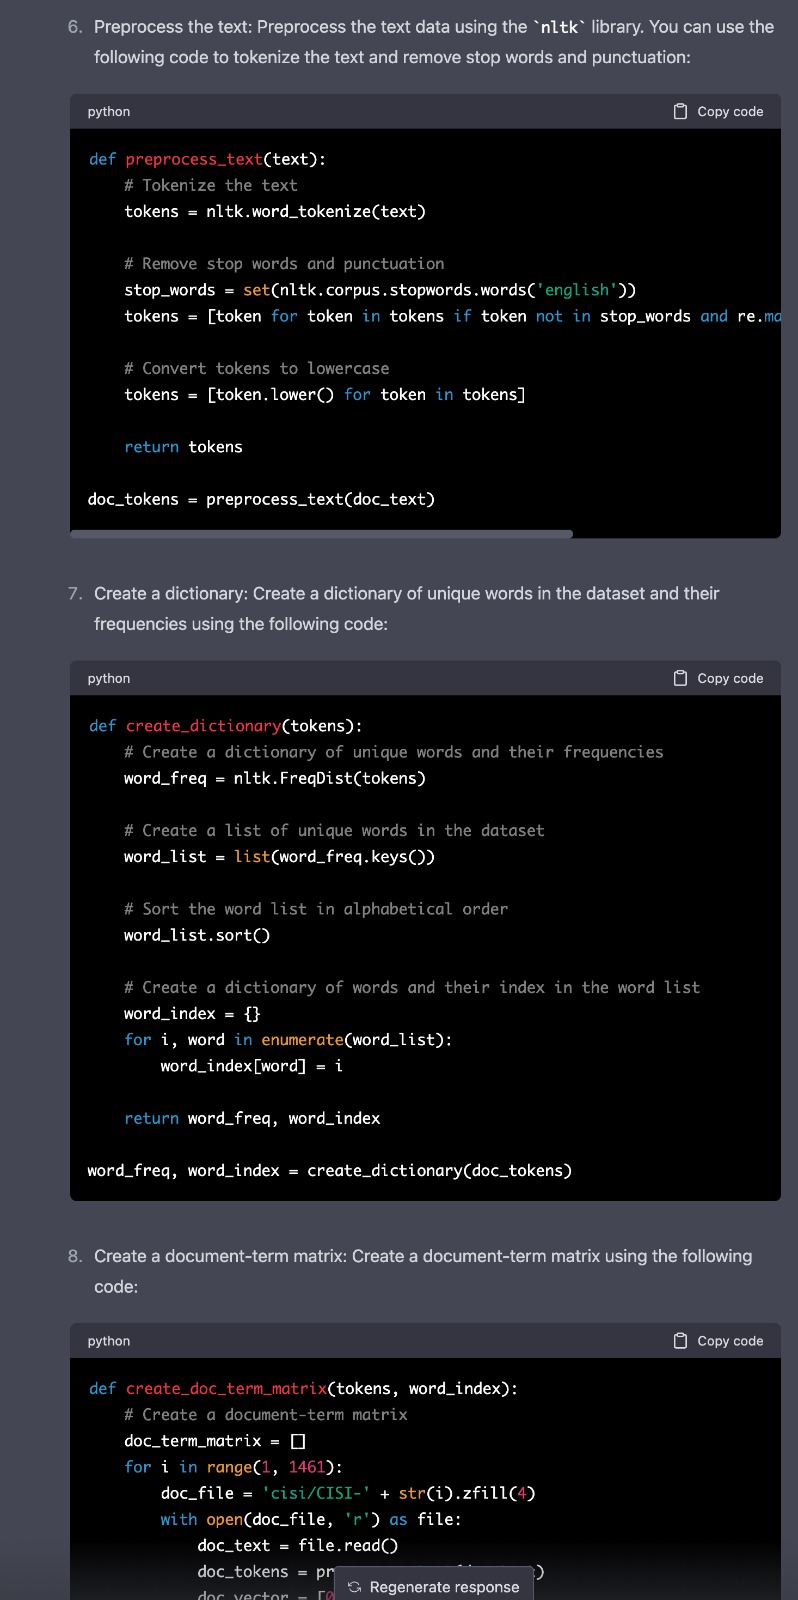 6. Preprocess the text: Preprocess the text data using the `nltk` library. You can use the
following code to tokenize the text and remove stop words and punctuation:
python
Copy code
def preprocess_text(text):
    # Tokenize the text
    tokens = nltk.word_tokenize(text)
    # Remove stop words and punctuation
    stop_words = set(nltk.corpus.stopwords.words('english'))
    tokens = [token for token in tokens if token not in stop_words and re.ma
    # Convert tokens to lowercase
    tokens = [token.lower() for token in tokens]
    return tokens
doc_tokens = preprocess_text(doc_text)
7. Create a dictionary: Create a dictionary of unique words in the dataset and their
frequencies using the following code:
python
Copy code
def create_dictionary(tokens):
    # Create a dictionary of unique words and their frequencies
    word_freq = nltk.FreqDist(tokens)
    # Create a list of unique words in the dataset
    word_list = list(word_freq.keys())
    # Sort the word list in alphabetical order
    word_list.sort()
    # Create a dictionary of words and their index in the word list
    word_index = {}
    for i, word in enumerate(word_list):
        word_index[word] = i
    return word_freq, word_index
word_freq, word_index = create_dictionary(doc_tokens)
8. Create a document-term matrix: Create a document-term matrix using the following
code:
python
Copy code
def create_doc_term_matrix(tokens, word_index):
    # Create a document-term matrix
    doc_term_matrix = []
    for i in range(1, 1461):
        doc_file = 'cisi/CISI-' + str(i).zfill(4)
        with open(doc_file, 'r') as file:
            doc_text = file.read()
            doc_tokens = pr
            doc_vector = [0
Regenerate response